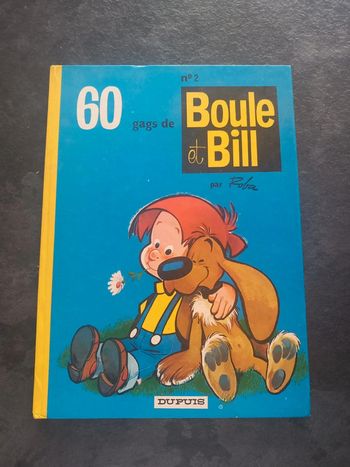 n° 2
60 gags de
Boule
et Bill
par Roba
DUPUIS